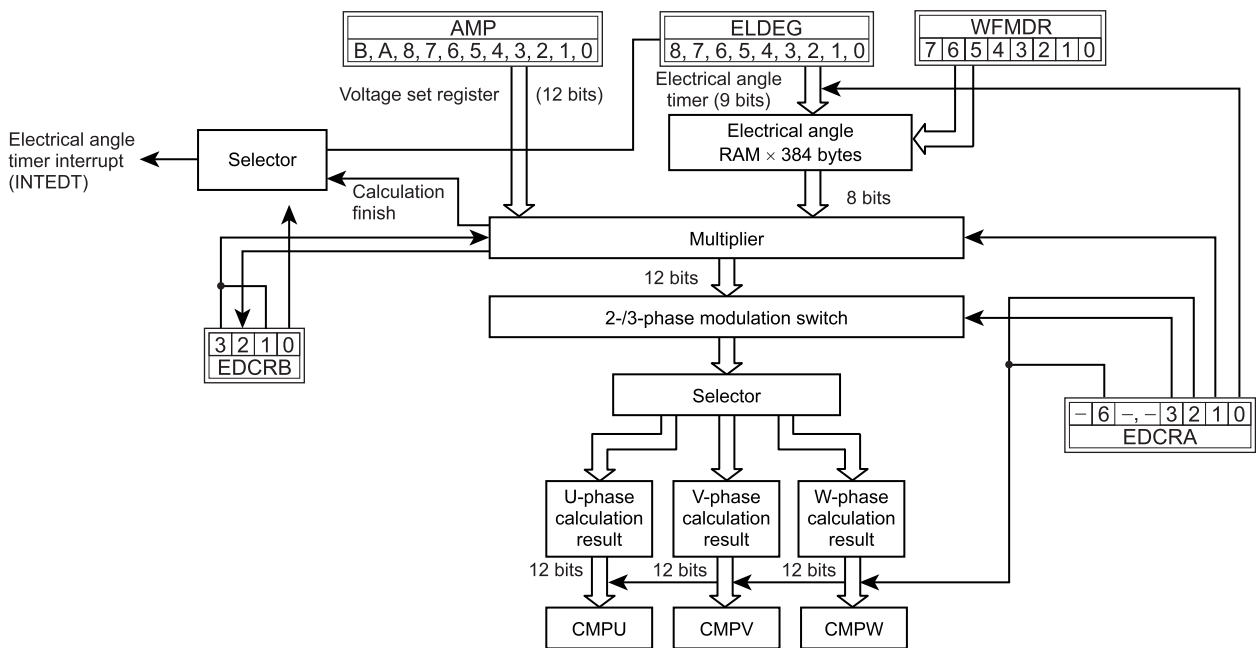 AMP
B, A, 8, 7, 6, 5, 4, 3, 2, 1, 0
ELDEG
8, 7, 6, 5, 4, 3, 2, 1, 0
WFMDR
7 6 5 4 3 2 1 0
Voltage set register
(12 bits)
Electrical angle
timer (9 bits)
Electrical angle
timer interrupt
(INTEDT)
Selector
Electrical angle
RAM × 384 bytes
Calculation
finish
8 bits
Multiplier
12 bits
2-/3-phase modulation switch
3 2 1 0
EDCRB
Selector
– 6 –, – 3 2 1 0
EDCRA
U-phase
calculation
result
V-phase
calculation
result
W-phase
calculation
result
12 bits
12 bits
12 bits
CMPU
CMPV
CMPW